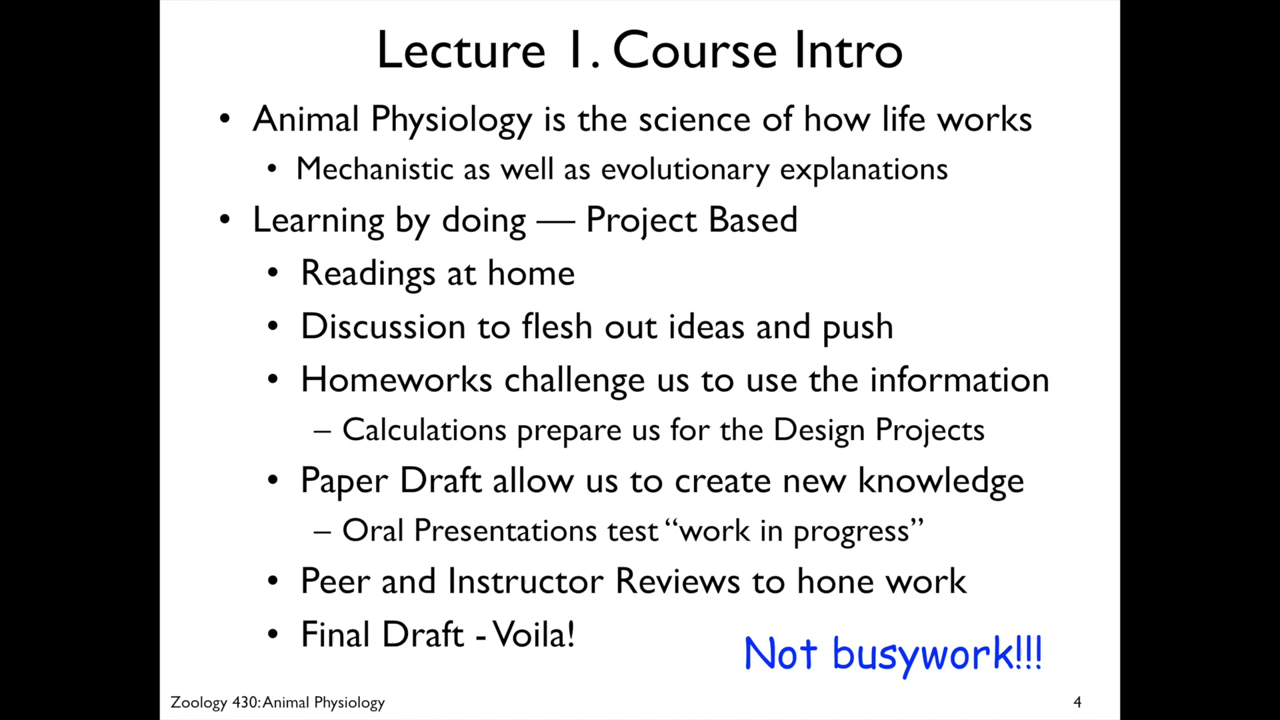 Lecture 1. Course Intro
• Animal Physiology is the science of how life works
• Mechanistic as well as evolutionary explanations
• Learning by doing — Project Based
• Readings at home
• Discussion to flesh out ideas and push
• Homeworks challenge us to use the information
– Calculations prepare us for the Design Projects
• Paper Draft allow us to create new knowledge
– Oral Presentations test “work in progress”
• Peer and Instructor Reviews to hone work
• Final Draft - Voila!
Not busywork!!!
Zoology 430: Animal Physiology
4